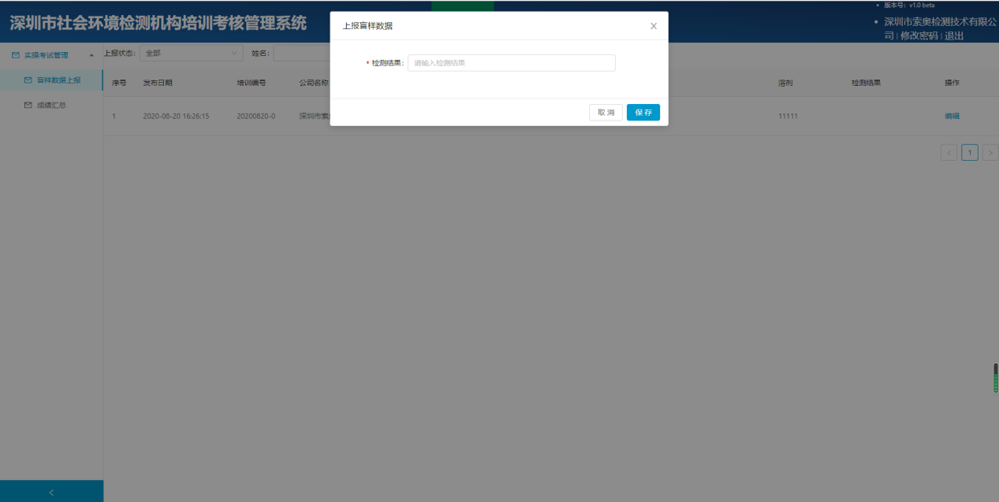 版本号：v1.0 beta
深圳市社会环境检测机构培训考核管理系统
深圳市索奥检测技术有限公
司 | 修改密码 | 退出
上报盲样数据
* 检测结果：
请输入检测结果
取 消
保 存
实操考试管理
盲样数据上报
成绩汇总
上报状态：
全部
姓名：
序号
发布日期
培训编号
公司名称
溶剂
检测结果
操作
1
2020-08-20 16:26:15
20200820-0
深圳市索
11111
编辑
1